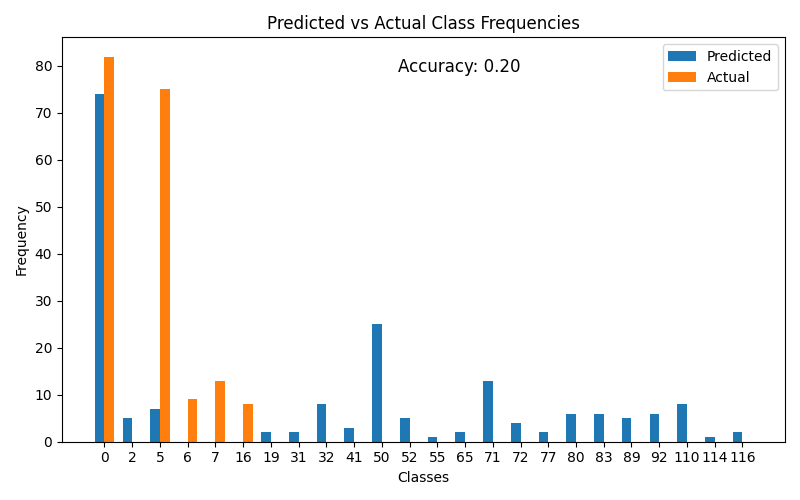 Predicted vs Actual Class Frequencies
Accuracy: 0.20
Predicted
Actual
80
70
60
50
40
30
20
10
0
Frequency
0 2 5 6 7 16 19 31 32 41 50 52 55 65 71 72 77 80 83 89 92 110 114 116
Classes